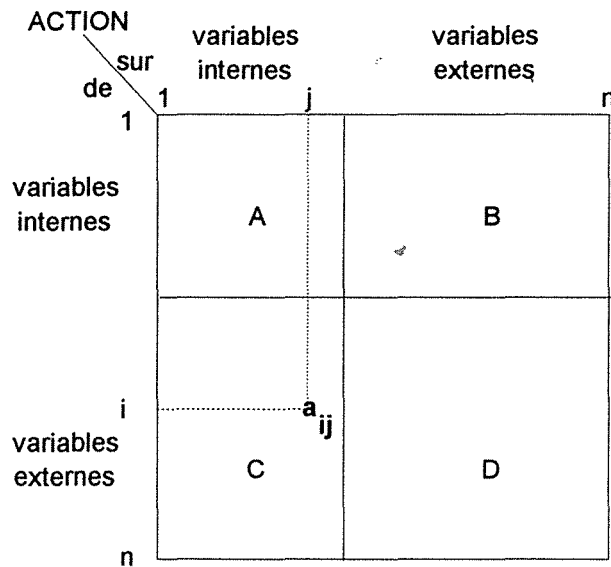 ACTION
sur
de
variables
internes
variables
externes
1
j
n
1
variables
internes
A
B
i
a ij
variables
externes
C
D
n